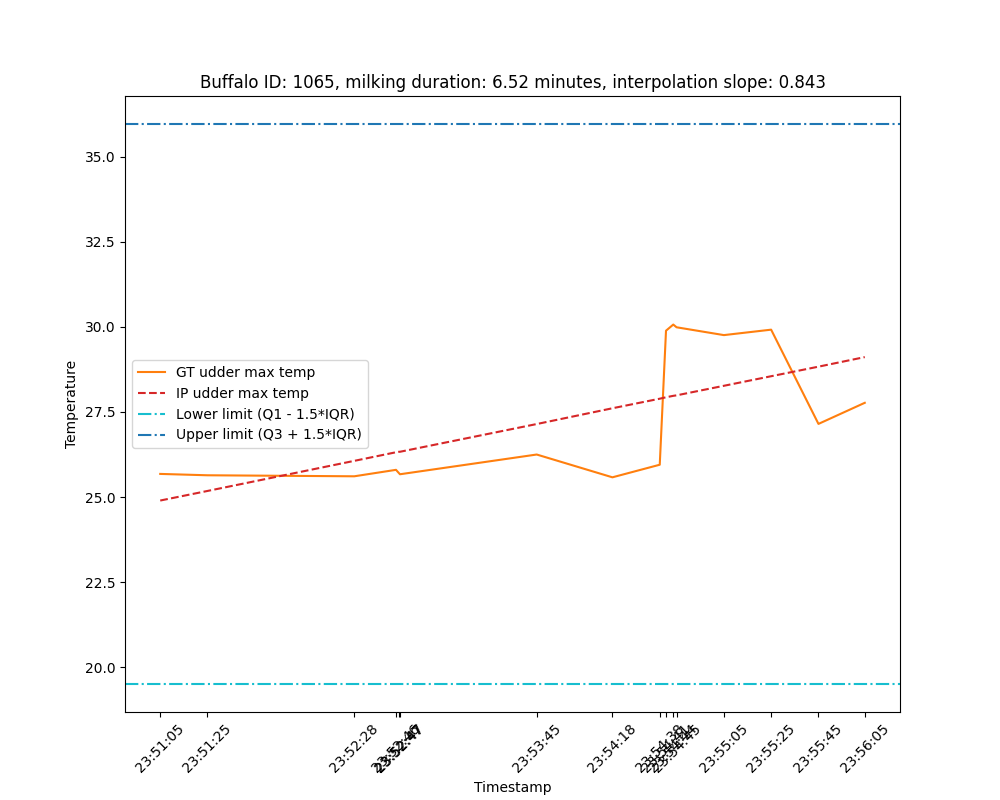 Buffalo ID: 1065, milking duration: 6.52 minutes, interpolation slope: 0.843
35.0
32.5
30.0
27.5
25.0
22.5
20.0
Temperature
GT udder max temp
IP udder max temp
Lower limit (Q1 - 1.5*IQR)
Upper limit (Q3 + 1.5*IQR)
23:51:05
23:51:25
23:52:28
23:53:45
23:54:18
23:55:05
23:55:25
23:55:45
23:56:05
Timestamp